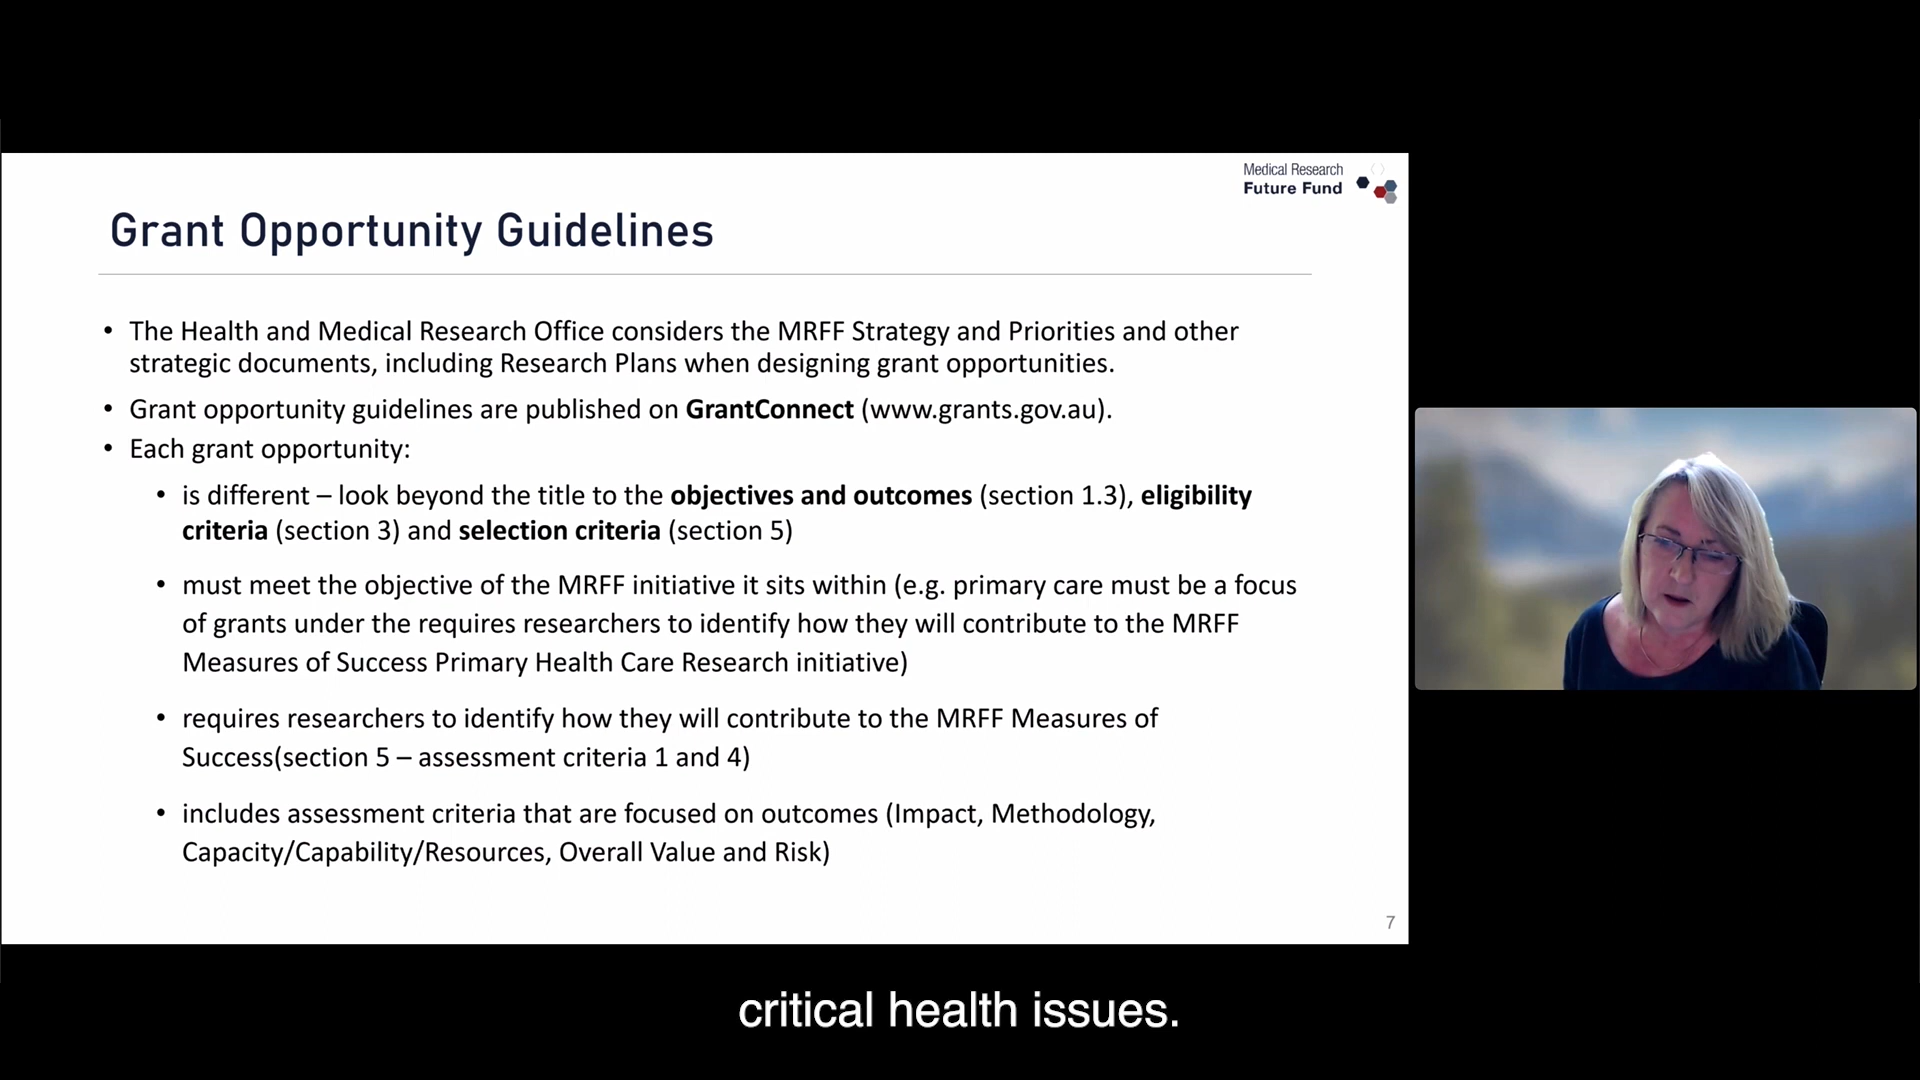 Medical Research
Future Fund
Grant Opportunity Guidelines
• The Health and Medical Research Office considers the MRFF Strategy and Priorities and other
strategic documents, including Research Plans when designing grant opportunities.
• Grant opportunity guidelines are published on GrantConnect (www.grants.gov.au).
• Each grant opportunity:
• is different – look beyond the title to the objectives and outcomes (section 1.3), eligibility
criteria (section 3) and selection criteria (section 5)
• must meet the objective of the MRFF initiative it sits within (e.g. primary care must be a focus
of grants under the requires researchers to identify how they will contribute to the MRFF
Measures of Success Primary Health Care Research initiative)
• requires researchers to identify how they will contribute to the MRFF Measures of
Success(section 5 – assessment criteria 1 and 4)
• includes assessment criteria that are focused on outcomes (Impact, Methodology,
Capacity/Capability/Resources, Overall Value and Risk)
7
critical health issues.